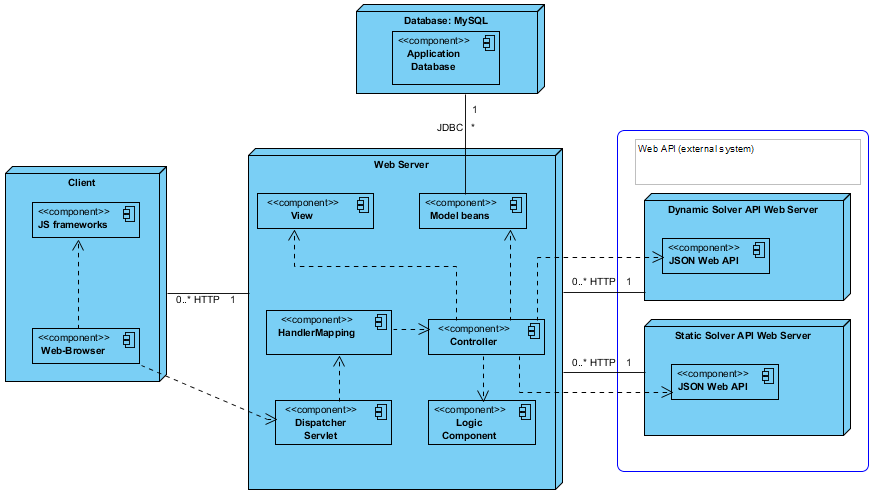 Database: MySQL
<<component>>
Application
Database
1
JDBC *
Web Server
<<component>>
View
<<component>>
Model beans
Client
<<component>>
JS frameworks
<<component>>
Web-Browser
0..* HTTP 1
<<component>>
HandlerMapping
<<component>>
Controller
<<component>>
Dispatcher
Servlet
<<component>>
Logic
Component
Web API (external system)
Dynamic Solver API Web Server
<<component>>
JSON Web API
0..* HTTP 1
Static Solver API Web Server
<<component>>
JSON Web API
0..* HTTP 1